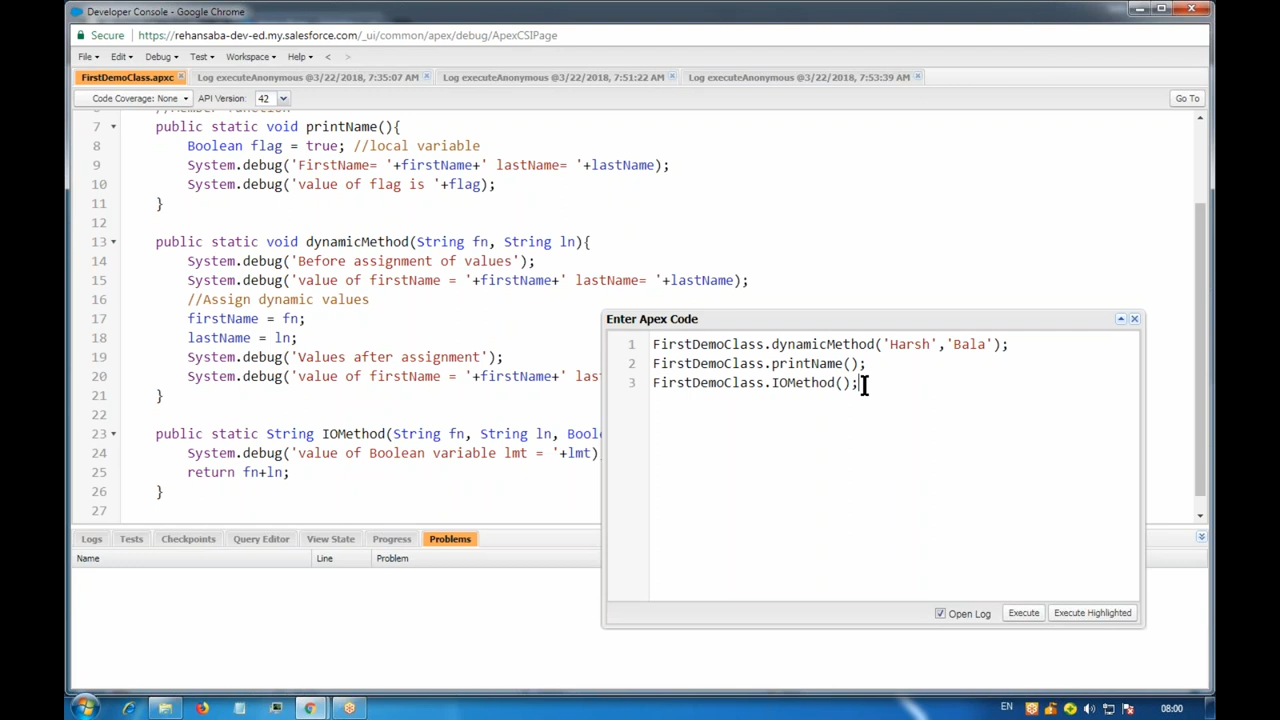 Developer Console - Google Chrome
Secure https://rehansaba-dev-ed.my.salesforce.com/_ui/common/apex/debug/ApexCSIPage
File Edit Debug Test Workspace Help < >
FirstDemoClass.apxc Log executeAnonymous @3/22/2018, 7:35:07 AM Log executeAnonymous @3/22/2018, 7:51:22 AM Log executeAnonymous @3/22/2018, 7:53:39 AM
Code Coverage: None API Version: 42 Go To
7 public static void printName(){
8 Boolean flag = true; //local variable
9 System.debug('FirstName= '+firstName+' lastName= '+lastName);
10 System.debug('value of flag is '+flag);
11 }
12
13 public static void dynamicMethod(String fn, String ln){
14 System.debug('Before assignment of values');
15 System.debug('value of firstName = '+firstName+' lastName= '+lastName);
16 //Assign dynamic values
17 firstName = fn;
18 lastName = ln;
19 System.debug('Values after assignment');
20 System.debug('value of firstName = '+firstName+' las
21 }
22
23 public static String IOMethod(String fn, String ln, Bool
24 System.debug('value of Boolean variable lmt = '+lmt)
25 return fn+ln;
26 }
27
Enter Apex Code
1 FirstDemoClass.dynamicMethod('Harsh','Bala');
2 FirstDemoClass.printName();
3 FirstDemoClass.IOMethod();
Open Log Execute Execute Highlighted
Logs Tests Checkpoints Query Editor View State Progress Problems
Name Line Problem
EN 08:00